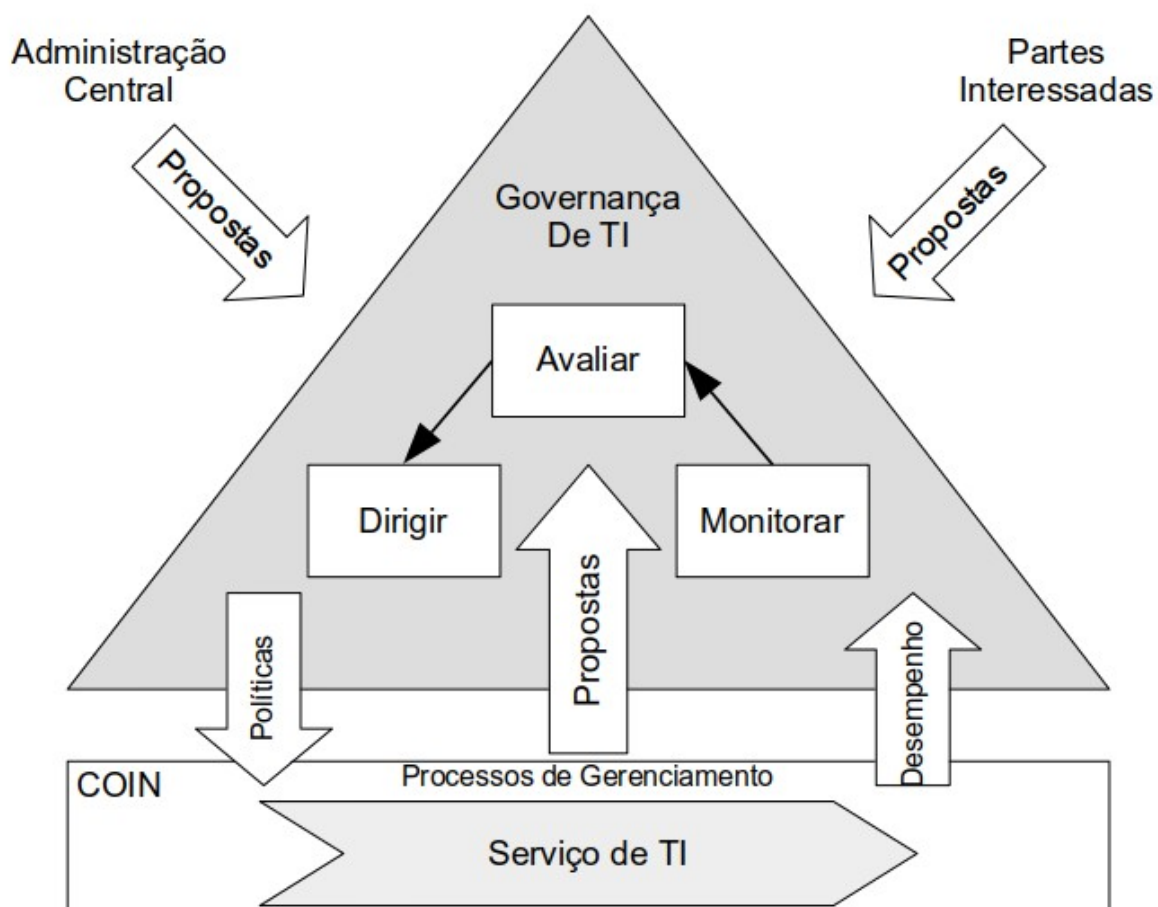 Administração
Central
Partes
Interessadas
Propostas
Propostas
Governança
De TI
Avaliar
Dirigir
Monitorar
Políticas
Propostas
Desempenho
COIN
Processos de Gerenciamento
Serviço de TI